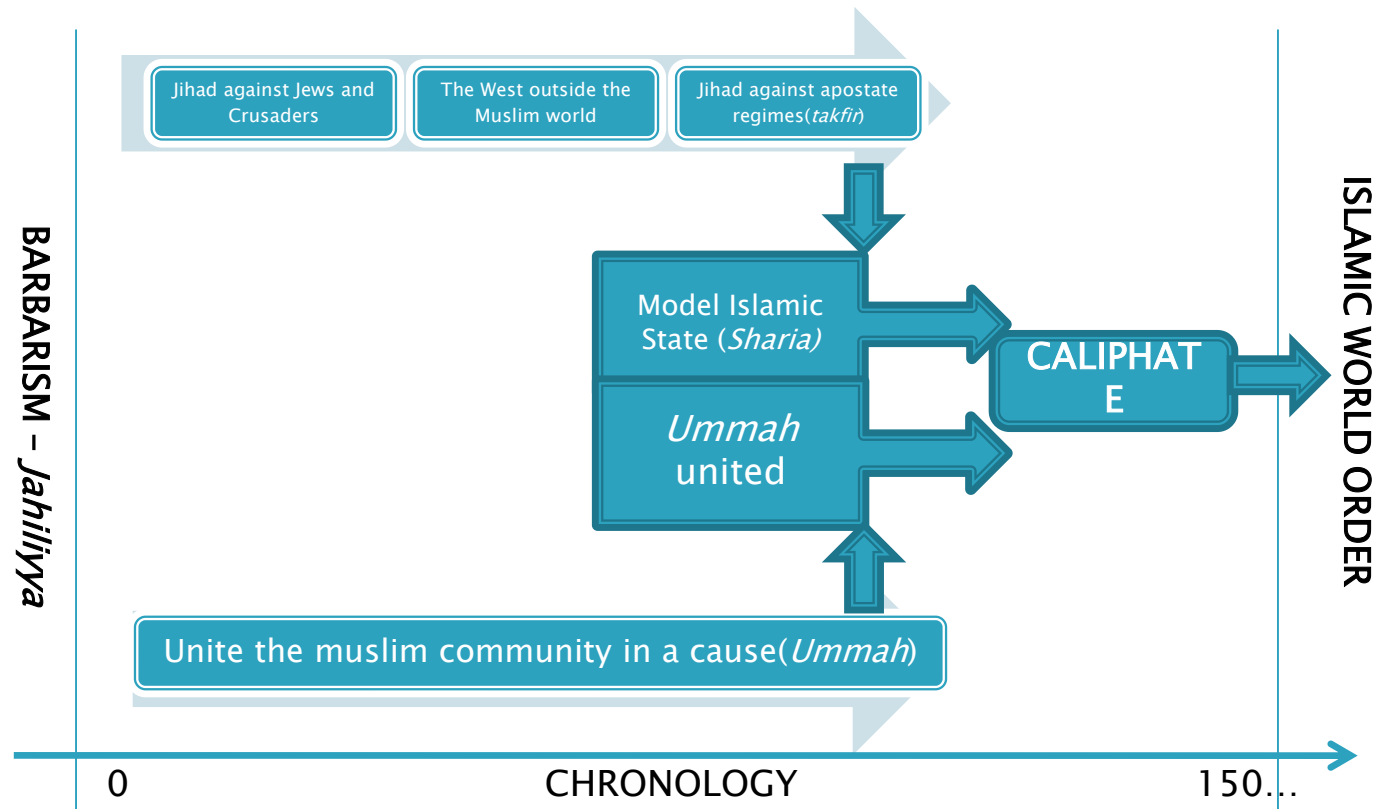 Jihad against Jews and
Crusaders
The West outside the
Muslim world
Jihad against apostate
regimes(takfir)
BARBARISM – Jahiliyya
Model Islamic
State (Sharia)
Ummah
united
CALIPHAT
E
ISLAMIC WORLD ORDER
Unite the muslim community in a cause(Ummah)
0
CHRONOLOGY
150…